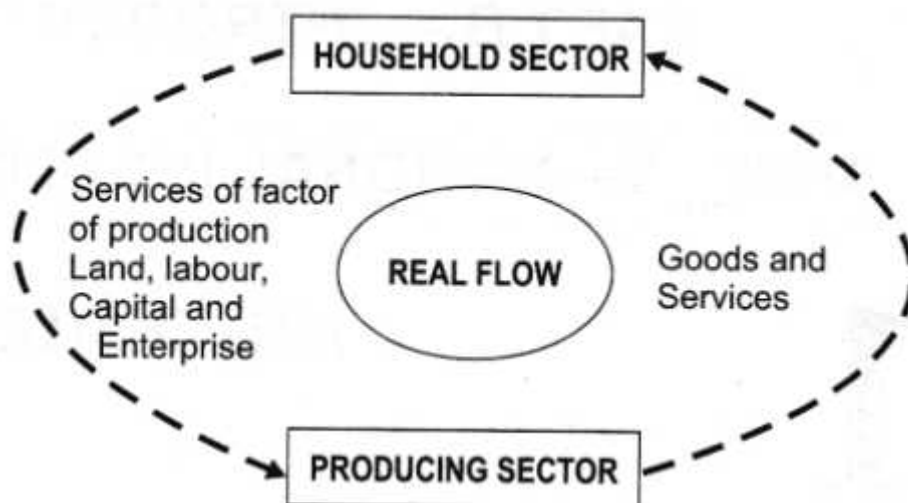 HOUSEHOLD SECTOR
Services of factor
of production
Land, labour,
Capital and
Enterprise
REAL FLOW
Goods and
Services
PRODUCING SECTOR